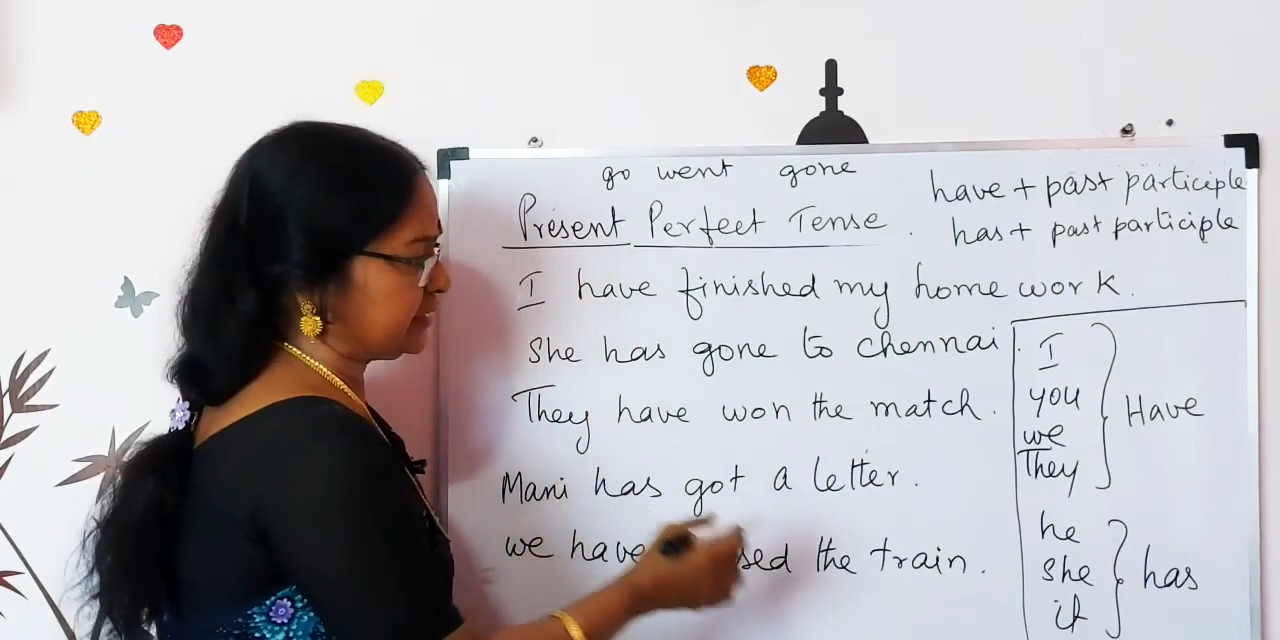 go went gone
have + past participle
Present Perfect Tense.
has + past participle
I have finished my home work.
She has gone to chennai.
They have won the match.
Mani has got a letter.
we have the train.
I
you
we
They
Have
he
she
it
has